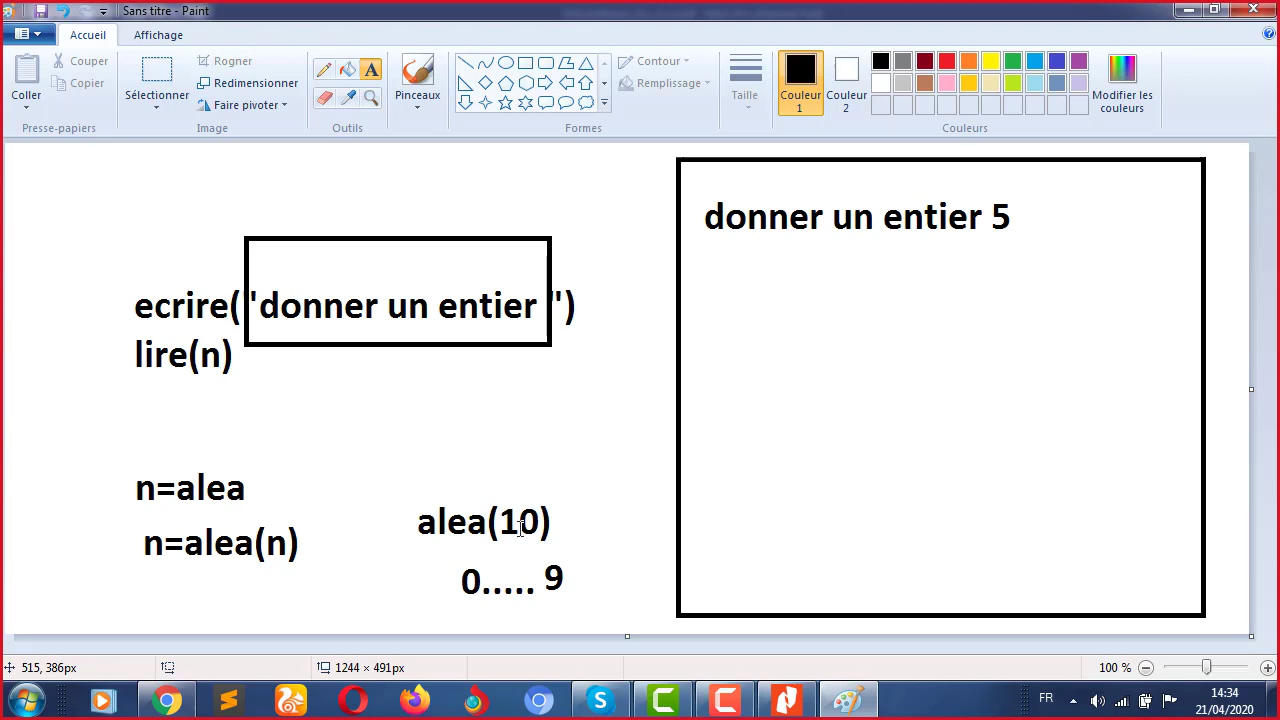 Sans titre - Paint
Accueil
Affichage
Coller
Couper
Copier
Presse-papiers
Sélectionner
Rogner
Redimensionner
Faire pivoter
Image
A
Outils
Pinceaux
Contour
Remplissage
Formes
Taille
Couleur
1
Couleur
2
Modifier les
couleurs
Couleurs
ecrire("donner un entier ")
lire(n)
n=alea
n=alea(n)
alea(10)
0..... 9
donner un entier 5
515, 386px
1244 × 491px
100 %
FR
14:34
21/04/2020